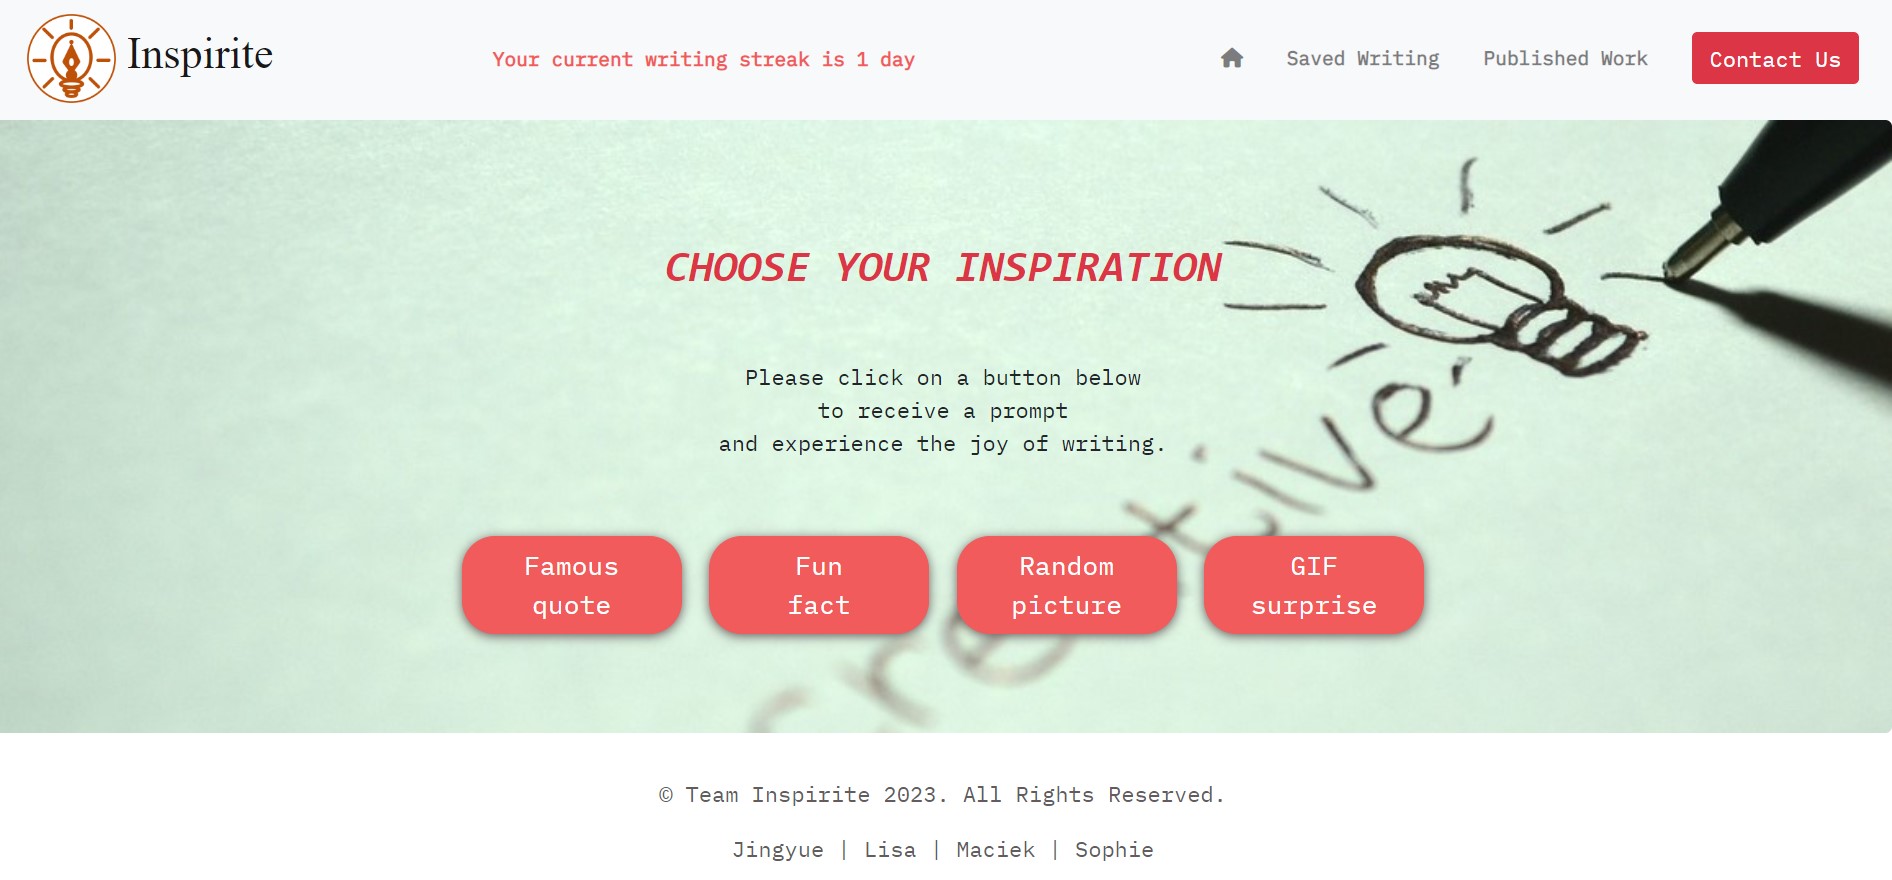 Inspirite
Your current writing streak is 1 day
Saved Writing
Published Work
Contact Us
CHOOSE YOUR INSPIRATION
Please click on a button below
to receive a prompt
and experience the joy of writing.
creative
Famous
quote
Fun
fact
Random
picture
GIF
surprise
© Team Inspirite 2023. All Rights Reserved.
Jingyue | Lisa | Maciek | Sophie